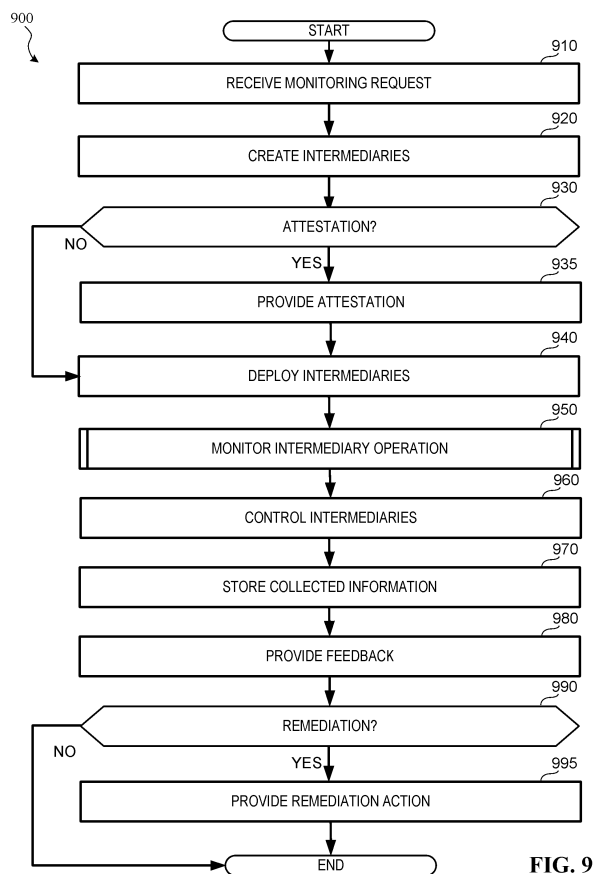 900
START
910
RECEIVE MONITORING REQUEST
920
CREATE INTERMEDIARIES
930
ATTESTATION?
NO
YES
935
PROVIDE ATTESTATION
940
DEPLOY INTERMEDIARIES
950
MONITOR INTERMEDIARY OPERATION
960
CONTROL INTERMEDIARIES
970
STORE COLLECTED INFORMATION
980
PROVIDE FEEDBACK
990
REMEDIATION?
NO
YES
995
PROVIDE REMEDIATION ACTION
END
FIG. 9